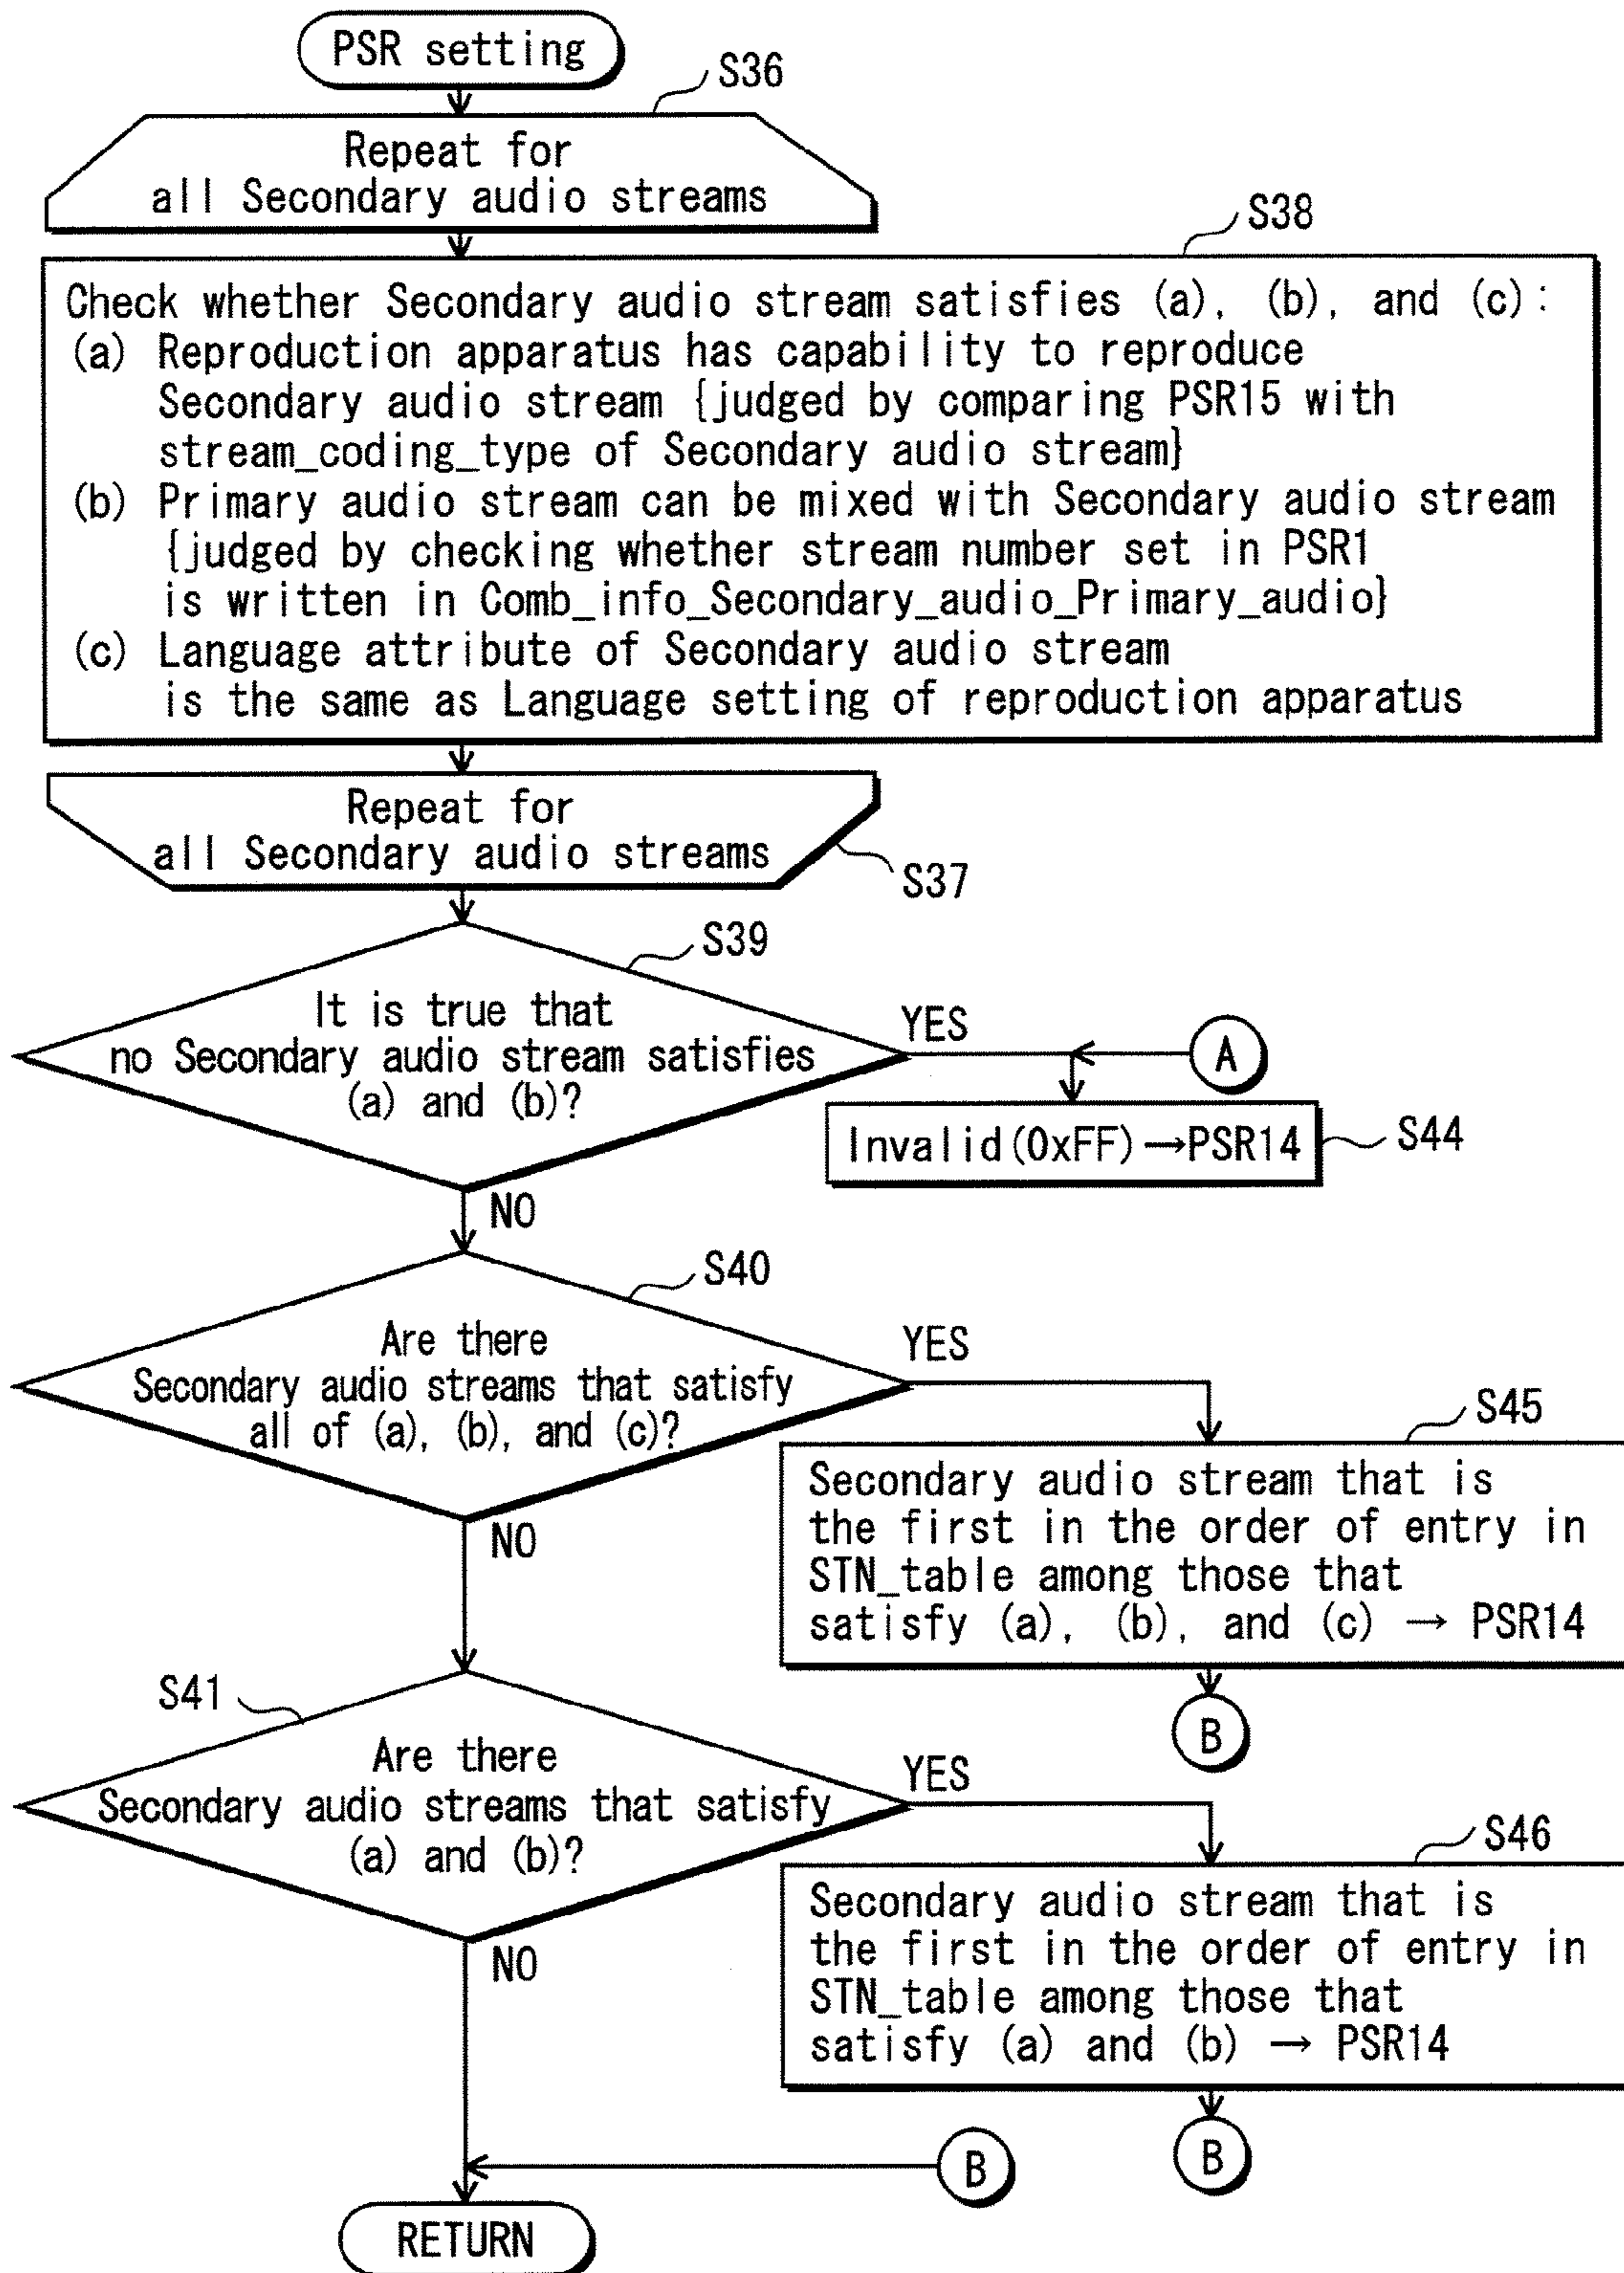 PSR setting
S36
Repeat for
all Secondary audio streams
S38
Check whether Secondary audio stream satisfies (a), (b), and (c):
(a) Reproduction apparatus has capability to reproduce
Secondary audio stream {judged by comparing PSR15 with
stream_coding_type of Secondary audio stream}
(b) Primary audio stream can be mixed with Secondary audio stream
{judged by checking whether stream number set in PSR1
is written in Comb_info_Secondary_audio_Primary_audio}
(c) Language attribute of Secondary audio stream
is the same as Language setting of reproduction apparatus
Repeat for
all Secondary audio streams
S37
S39
It is true that
no Secondary audio stream satisfies
(a) and (b)?
YES
A
Invalid(0xFF)→PSR14
S44
NO
S40
Are there
Secondary audio streams that satisfy
all of (a), (b), and (c)?
YES
S45
Secondary audio stream that is
the first in the order of entry in
STN_table among those that
satisfy (a), (b), and (c) → PSR14
B
NO
S41
Are there
Secondary audio streams that satisfy
(a) and (b)?
YES
S46
Secondary audio stream that is
the first in the order of entry in
STN_table among those that
satisfy (a) and (b) → PSR14
B
NO
B
RETURN